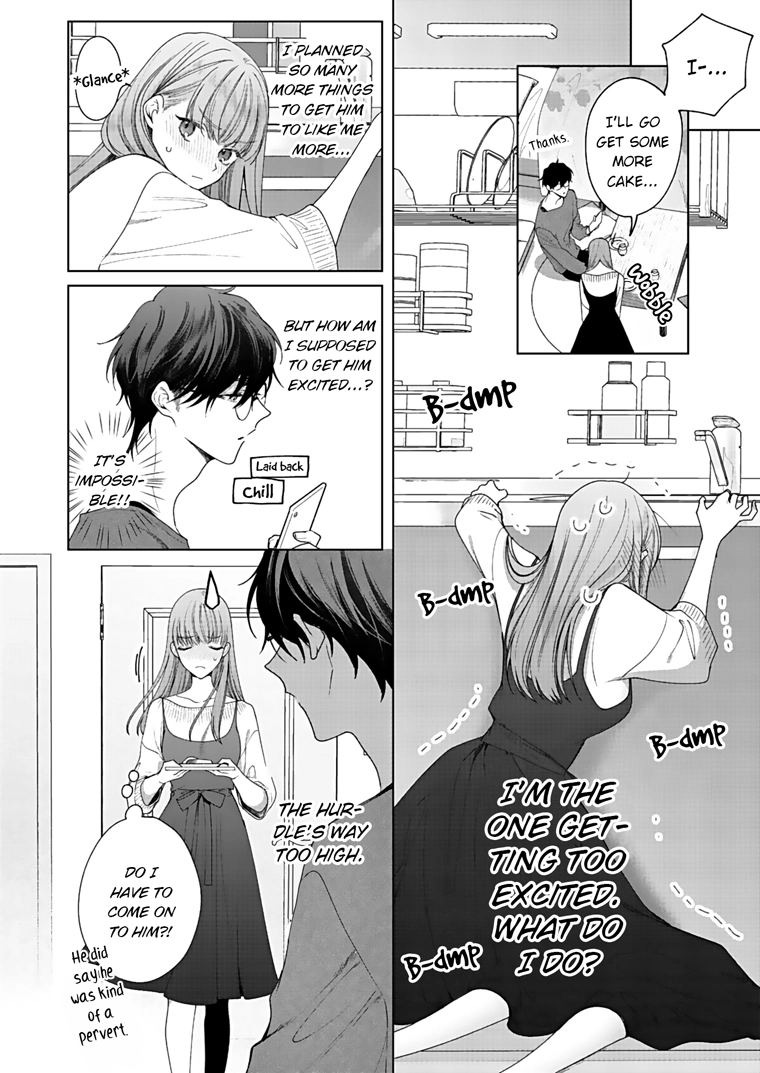 I-...
I'LL GO
GET SOME
MORE
CAKE...
Thanks.
Wobble
B-dmp
B-dmp
B-dmp
I'M THE
ONE GET-
TING TOO
EXCITED.
WHAT DO
I DO?
B-dmp
I PLANNED
SO MANY
MORE THINGS
TO GET HIM
TO LIKE ME
MORE...
*Glance*
BUT HOW AM
I SUPPOSED
TO GET HIM
EXCITED...?
IT'S
IMPOSSI-
BLE!!
Laid back
Chill
THE HUR-
DLE'S WAY
TOO HIGH.
DO I
HAVE TO
COME ON
TO HIM?!
He did
say he
was kind
of a
pervert.